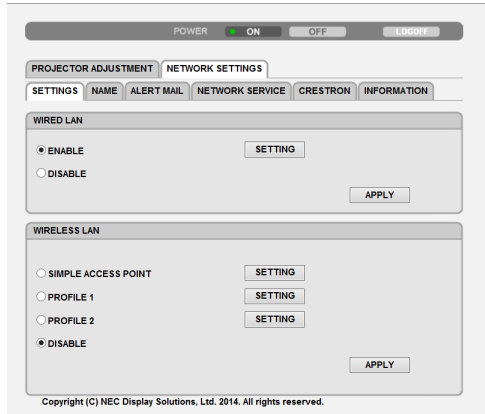 POWER ON OFF LOGOFF
PROJECTOR ADJUSTMENT NETWORK SETTINGS
SETTINGS NAME ALERT MAIL NETWORK SERVICE CRESTRON INFORMATION
WIRED LAN
ENABLE SETTING
DISABLE
APPLY
WIRELESS LAN
SIMPLE ACCESS POINT SETTING
PROFILE 1 SETTING
PROFILE 2 SETTING
DISABLE
APPLY
Copyright (C) NEC Display Solutions, Ltd. 2014. All rights reserved.